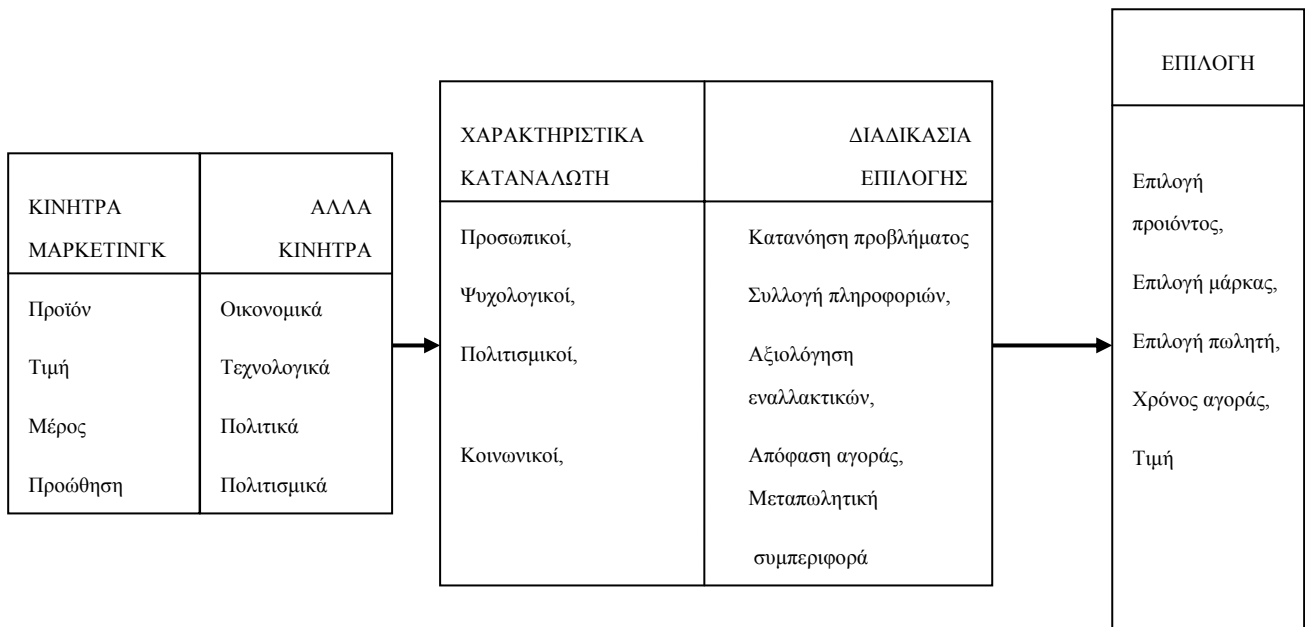 ΚΙΝΗΤΡΑ
ΜΑΡΚΕΤΙΝΓΚ
Προϊόν
Τιμή
Μέρος
Προώθηση
ΑΛΛΑ
ΚΙΝΗΤΡΑ
Οικονομικά
Τεχνολογικά
Πολιτικά
Πολιτισμικά
ΧΑΡΑΚΤΗΡΙΣΤΙΚΑ
ΚΑΤΑΝΑΛΩΤΗ
Προσωπικοί,
Ψυχολογικοί,
Πολιτισμικοί,
Κοινωνικοί,
ΔΙΑΔΙΚΑΣΙΑ
ΕΠΙΛΟΓΗΣ
Κατανόηση προβλήματος
Συλλογή πληροφοριών,
Αξιολόγηση
εναλλακτικών,
Απόφαση αγοράς,
Μεταπωλητική
συμπεριφορά
ΕΠΙΛΟΓΗ
Επιλογή
προιόντος,
Επιλογή μάρκας,
Επιλογή πωλητή,
Χρόνος αγοράς,
Τιμή